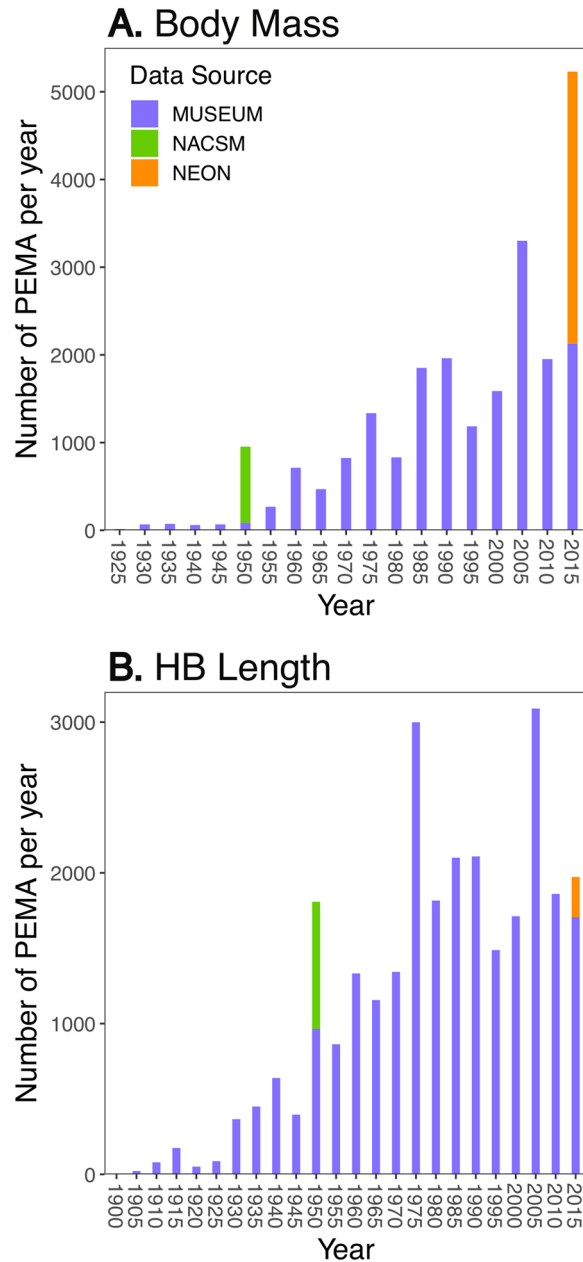 A. Body Mass
Number of PEMA per year
5000
4000
3000
2000
1000
0
Data Source
MUSEUM
NACSM
NEON
1925 1930 1935 1940 1945 1950 1955 1960 1965 1970 1975 1980 1985 1990 1995 2000 2005 2010 2015
Year
B. HB Length
Number of PEMA per year
3000
2000
1000
0
1900 1905 1910 1915 1920 1925 1930 1935 1940 1945 1950 1955 1960 1965 1970 1975 1980 1985 1990 1995 2000 2005 2010 2015
Year